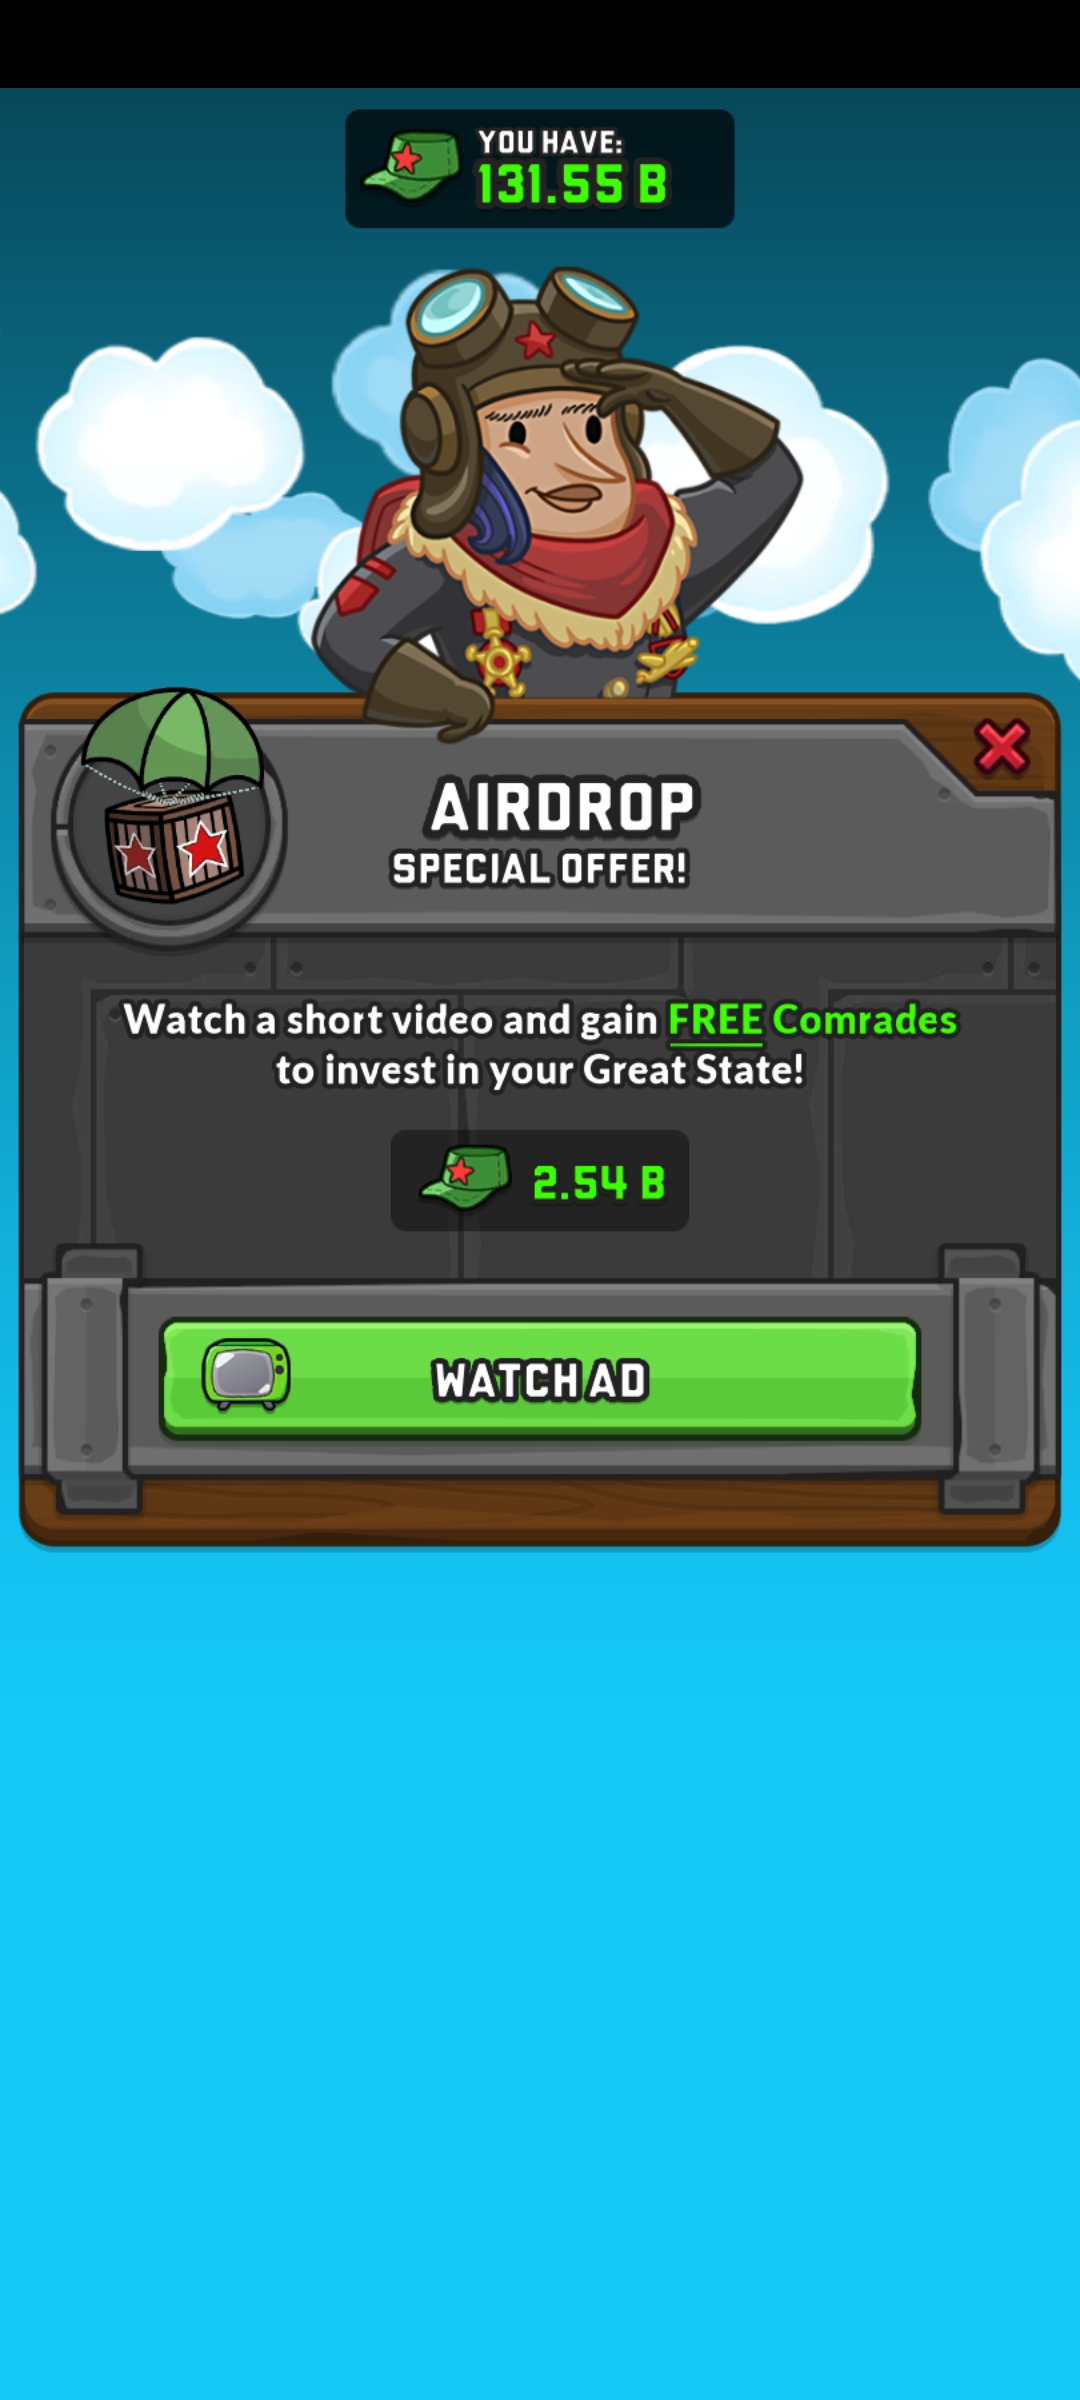 YOU HAVE:
131.55 B
AIRDROP
SPECIAL OFFER!
Watch a short video and gain FREE Comrades
to invest in your Great State!
2.54 B
WATCH AD